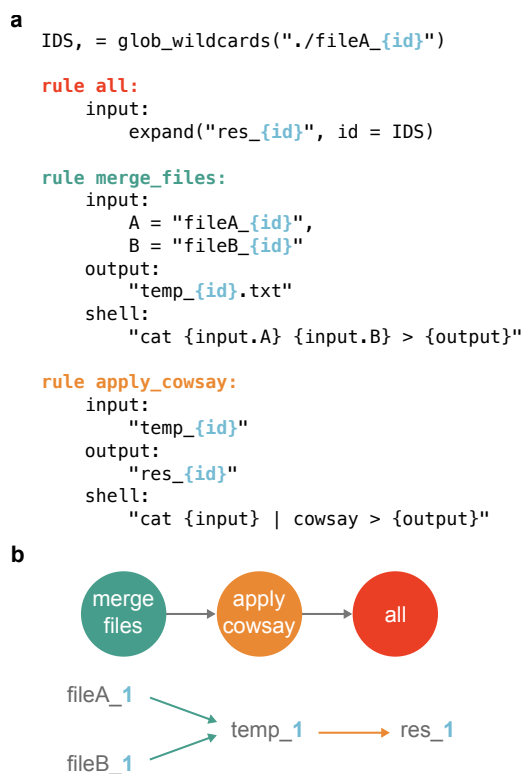 a
IDS, = glob_wildcards("./fileA_{id}")
rule all:
    input:
        expand("res_{id}", id = IDS)
rule merge_files:
    input:
        A = "fileA_{id}",
        B = "fileB_{id}"
    output:
        "temp_{id}.txt"
    shell:
        "cat {input.A} {input.B} > {output}"
rule apply_cowsay:
    input:
        "temp_{id}"
    output:
        "res_{id}"
    shell:
        "cat {input} | cowsay > {output}"
b
merge
files
apply
cowsay
all
fileA_1
temp_1
res_1
fileB_1